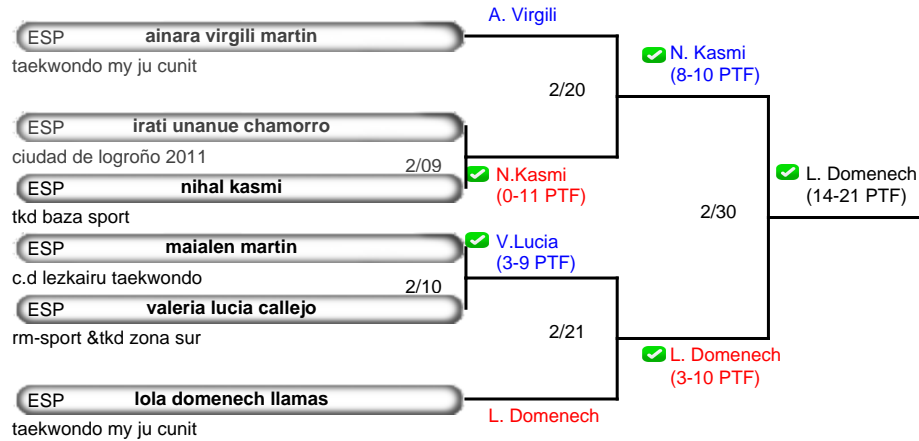 A. Virgili
ESP ainara virgili martin
taekwondo my ju cunit
N. Kasmi
(8-10 PTF)
2/20
ESP irati unanue chamorro
ciudad de logroño 2011
2/09
N.Kasmi
(0-11 PTF)
ESP nihal kasmi
tkd baza sport
L. Domenech
(14-21 PTF)
2/30
ESP maialen martin
c.d lezkairu taekwondo
V.Lucia
(3-9 PTF)
2/10
ESP valeria lucia callejo
rm-sport &tkd zona sur
2/21
L. Domenech
(3-10 PTF)
ESP lola domenech llamas
taekwondo my ju cunit
L. Domenech